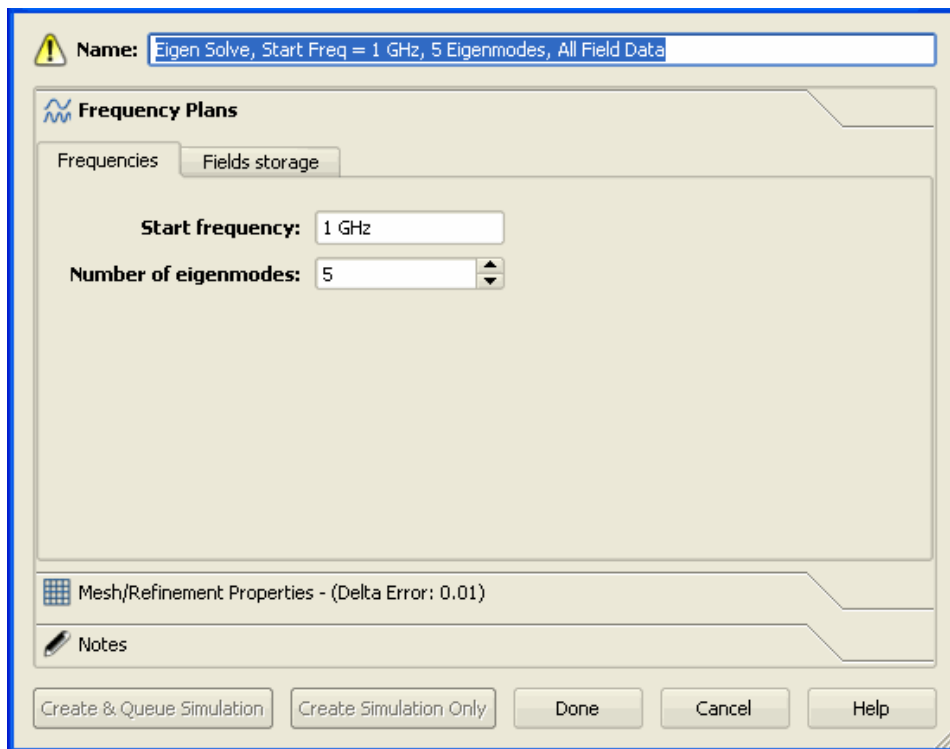 Name: Eigen Solve, Start Freq = 1 GHz, 5 Eigenmodes, All Field Data
Frequency Plans
Frequencies Fields storage
Start frequency: 1 GHz
Number of eigenmodes: 5
Mesh/Refinement Properties - (Delta Error: 0.01)
Notes
Create & Queue Simulation Create Simulation Only Done Cancel Help